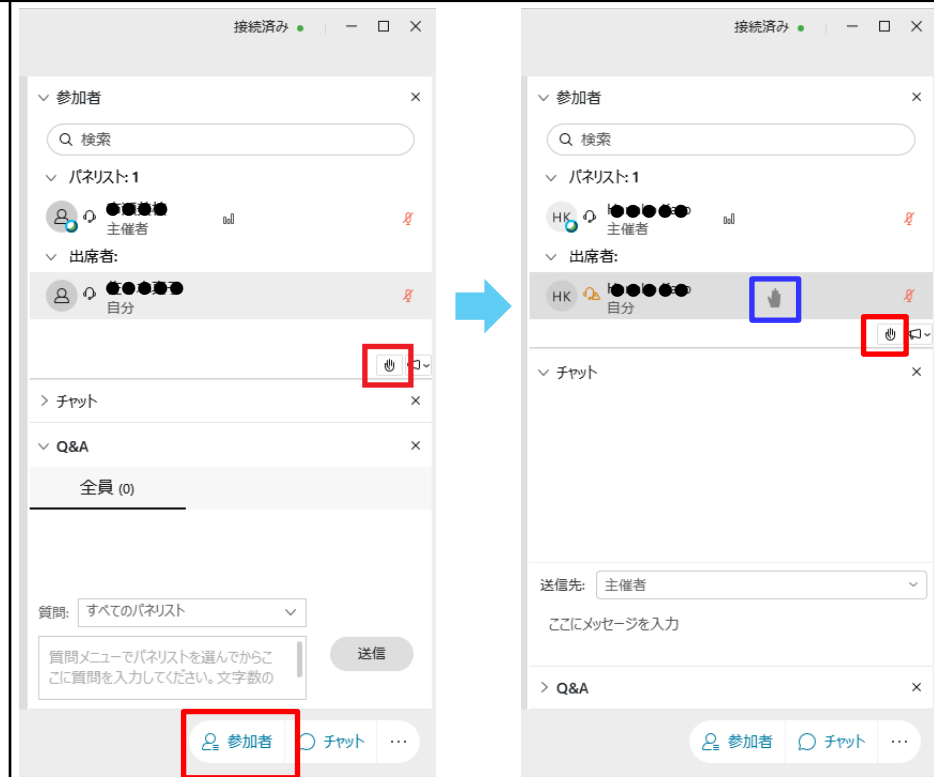 接続済み
参加者
検索
パネリスト: 1
主催者
出席者:
自分
チャット
Q&A
全員 (0)
質問: すべてのパネリスト
質問メニューでパネリストを選んでからこ
こに質問を入力してください。文字数の
送信
参加者 チャット ...
接続済み
参加者
検索
パネリスト: 1
HK
主催者
出席者:
HK
自分
チャット
送信先: 主催者
ここにメッセージを入力
Q&A
参加者 チャット ...